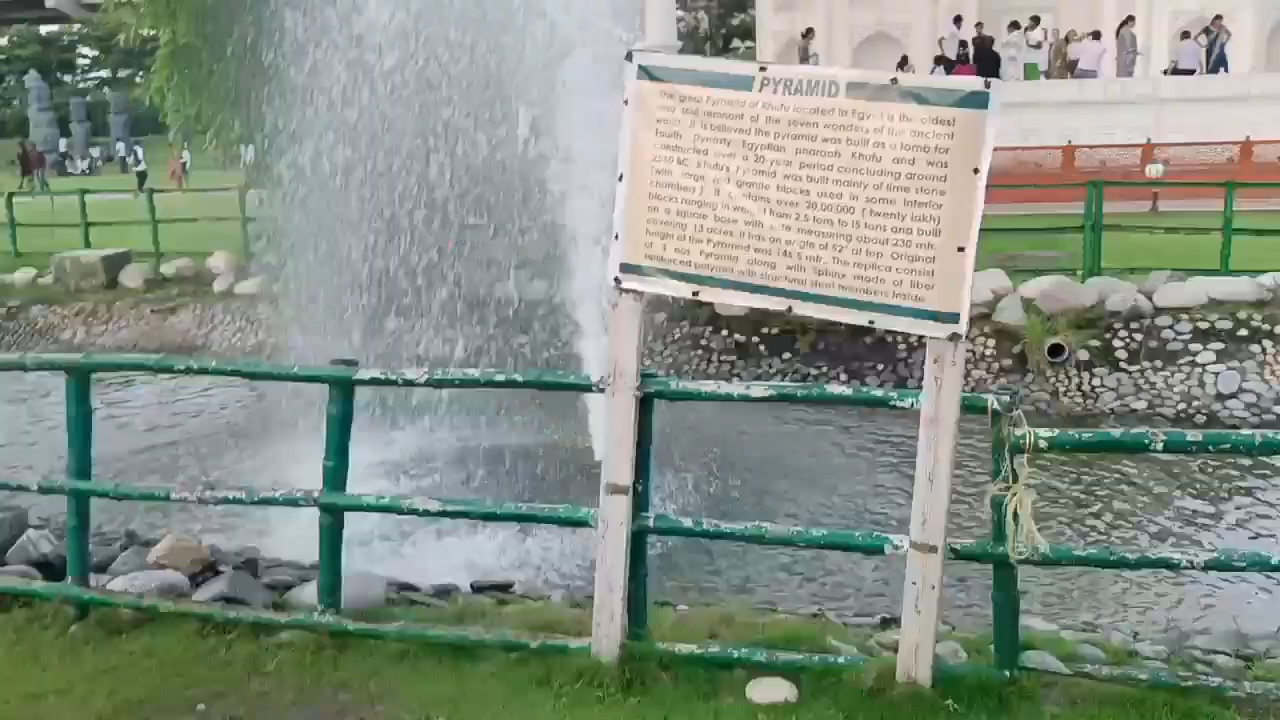 PYRAMID
The great Pyramid of Khufu located in Egypt is the oldest
and remnant of the seven wonders of the ancient
world. It is believed the pyramid was built as a tomb for
fourth Dynasty Egyptian pharaoh Khufu and was
constructed over a 20-year period concluding around
2560 BC. Khufu's Pyramid was built mainly of lime stone
(with large and granite blocks used in some interior
chamber). It contains over 20,00,000 (twenty lakh)
blocks ranging in from 2.5 tons to 15 tons and built
on a square base with measuring about 230 mtr.
covering 13 acres. It has an angle of 52° at top. Original
height of the Pyramid was 146.5 mtr. The replica consist
of 3 nos Pyramid along with Sphinx made of fiber
reinforced polymer with structural steel members inside.